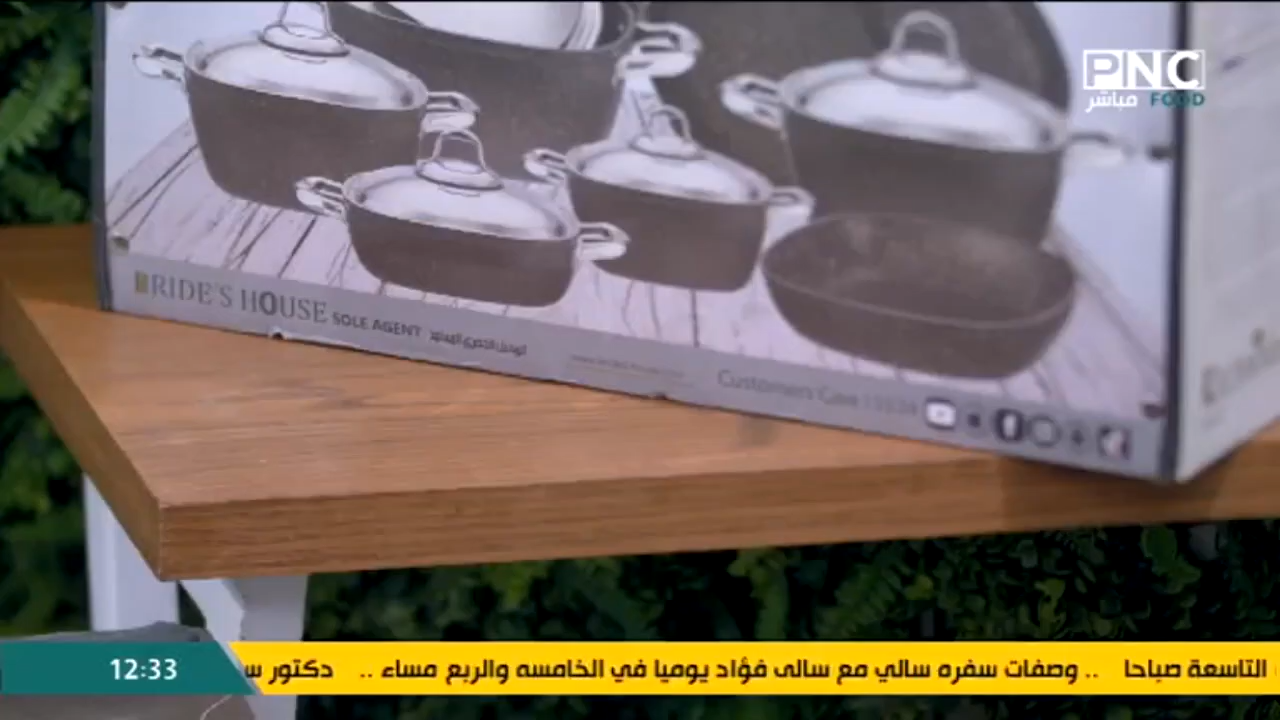 PNC
مباشر FOOD
BRIDE'S HOUSE SOLE AGENT
Customers' Care
التاسعة صباحا .. وصفات سفره سالي مع سالى فؤاد يوميا في الخامسه والربع مساء .. دكتور س
12:33